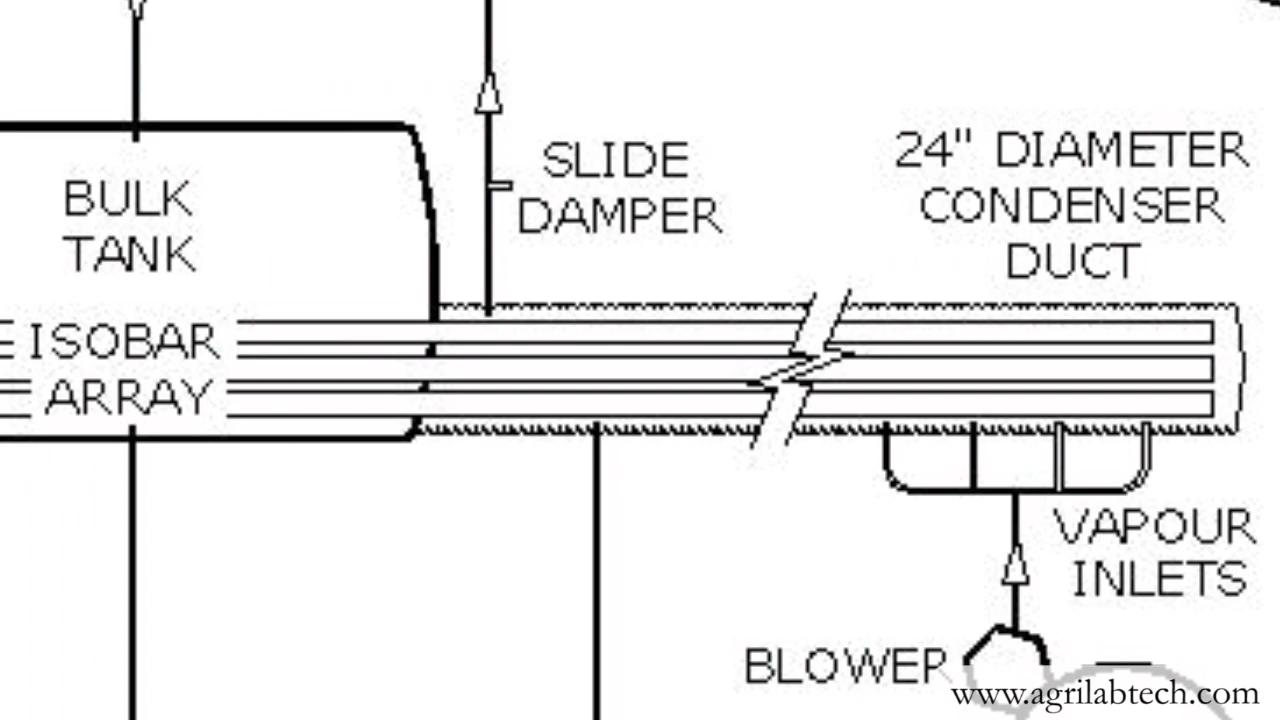 SLIDE
DAMPER
24" DIAMETER
CONDENSER
DUCT
BULK
TANK
ISOBAR
ARRAY
VAPOUR
INLETS
BLOWER
www.agrilabtech.com